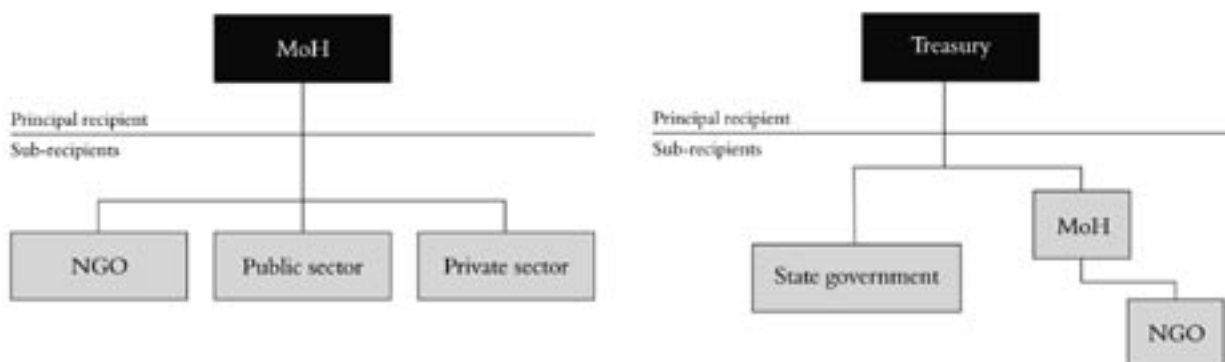 MoH
Principal recipient
Sub-recipients
NGO
Public sector
Private sector
Treasury
Principal recipient
Sub-recipients
MoH
State government
NGO